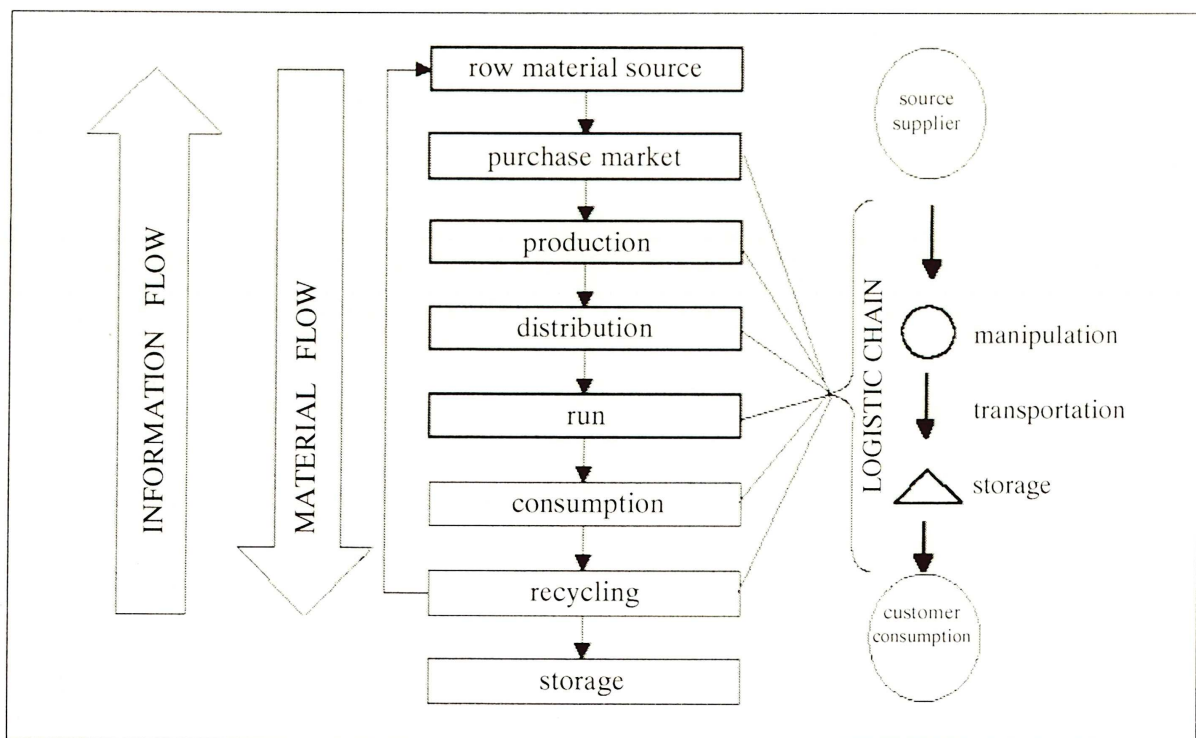 INFORMATION FLOW
MATERIAL FLOW
row material source
purchase market
production
distribution
run
consumption
recycling
storage
LOGISTIC CHAIN
source
supplier
manipulation
transportation
storage
customer
consumption